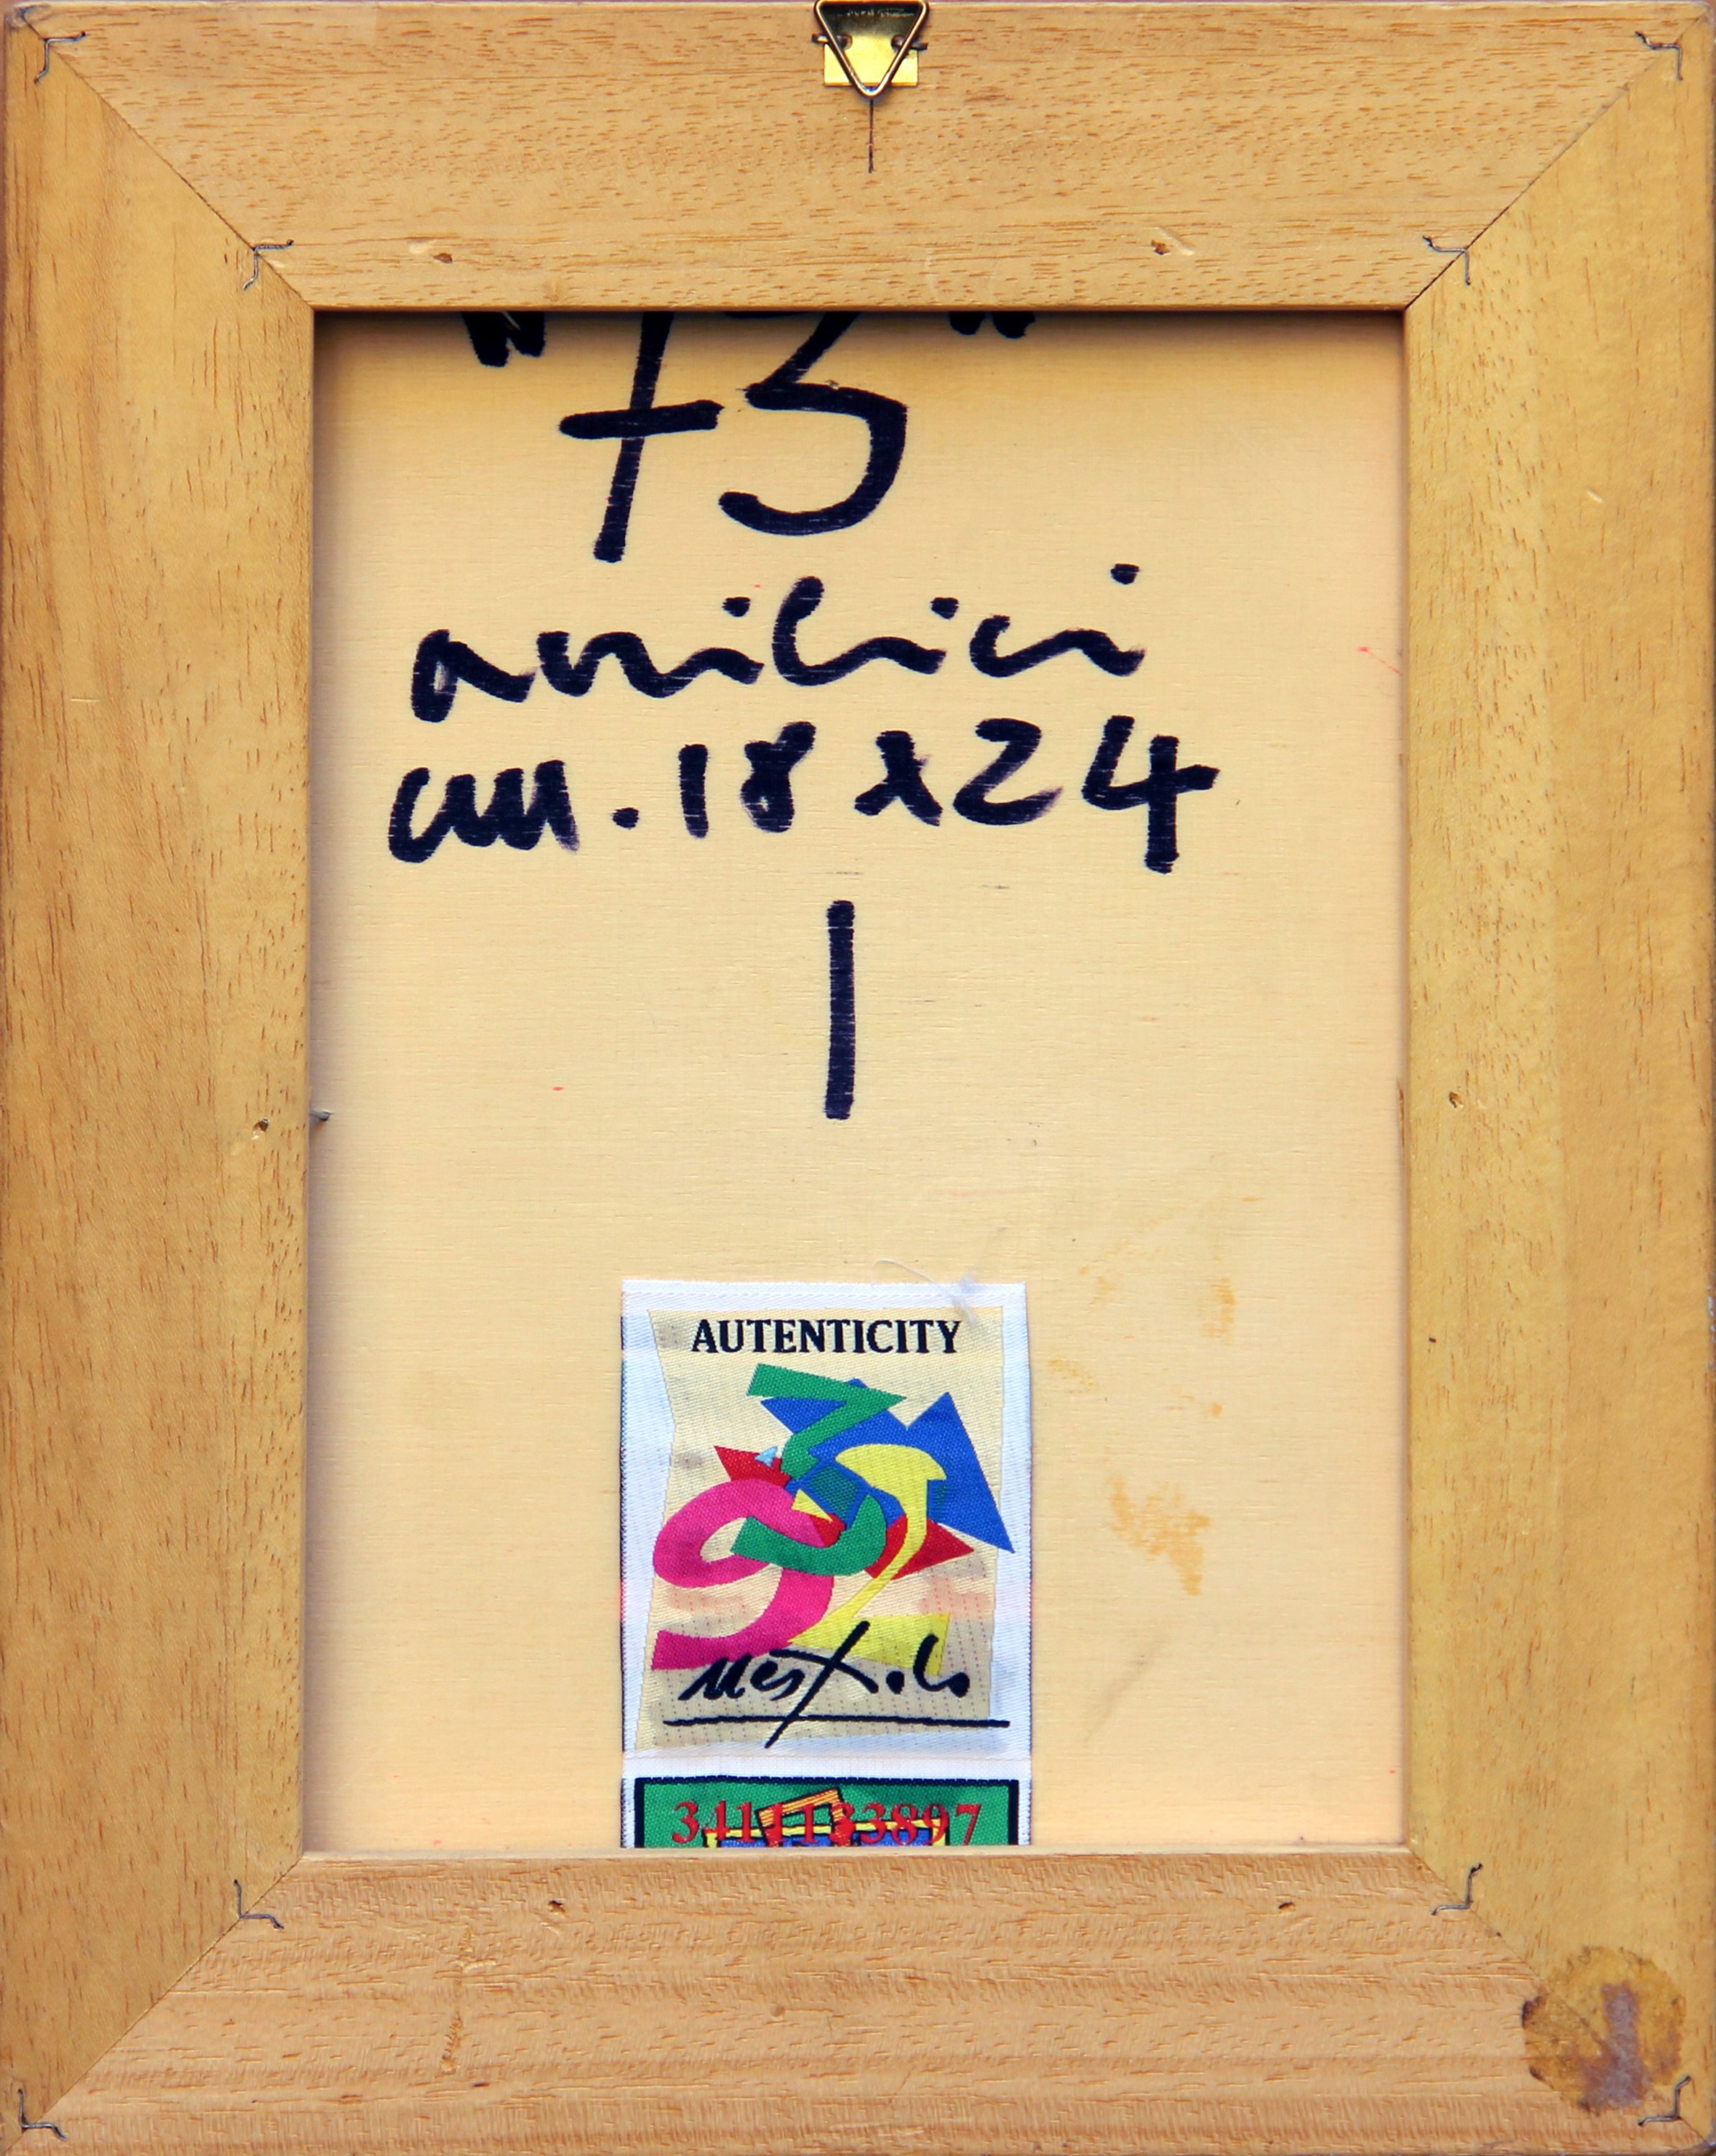 "73"
acrilici
cm. 18x24
AUTENTICITY
3411133897